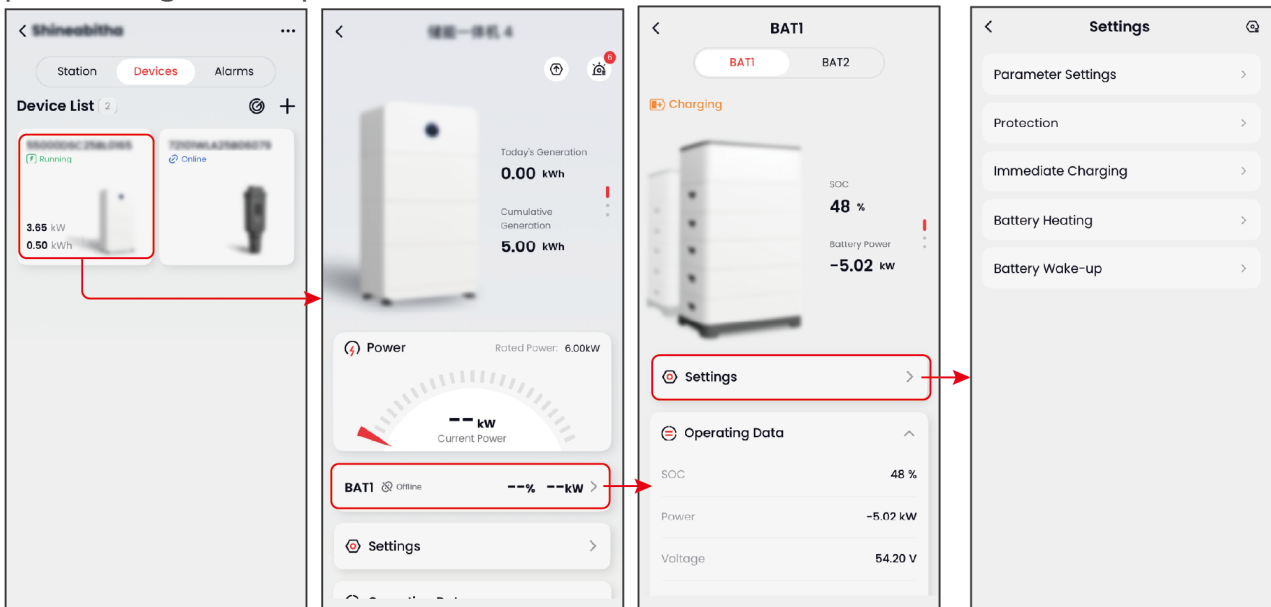 Station Devices Alarms
Device List 2
Running
Online
3.65 kW
0.50 kWh
Today's Generation
0.00 kWh
Cumulative
Generation
5.00 kWh
6
Power Rated Power: 6.00kW
-- kW
Current Power
BAT1 Offline --% --kW
Settings
BAT1
BAT1 BAT2
Charging
SOC
48 %
Battery Power
-5.02 kW
Settings
Operating Data
SOC 48 %
Power -5.02 kW
Voltage 54.20 V
Settings
Parameter Settings
Protection
Immediate Charging
Battery Heating
Battery Wake-up